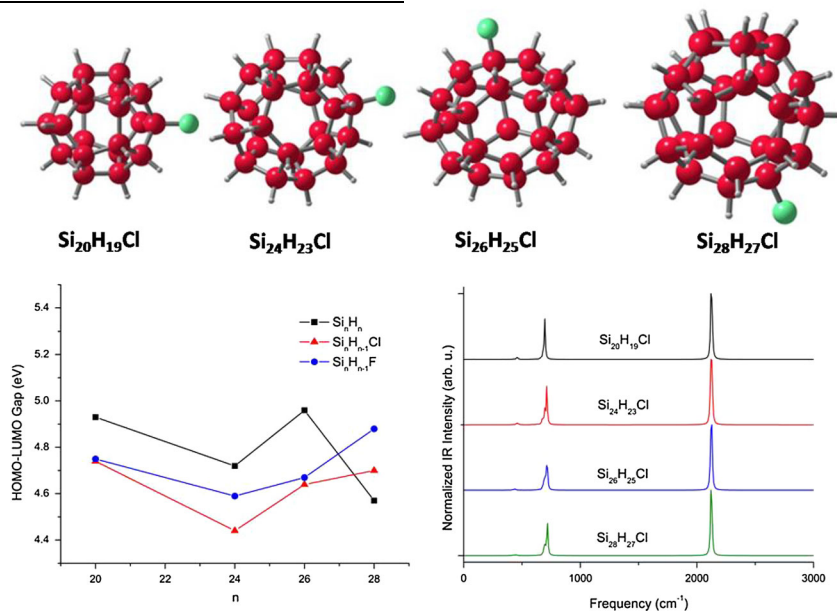 Si20H19Cl
Si24H23Cl
Si26H25Cl
Si28H27Cl
HOMO-LUMO Gap (eV)
5.4
5.2
5.0
4.8
4.6
4.4
20
22
24
26
28
n
SinHn
SinHn-1Cl
SinHn-1F
Normalized IR Intensity (arb. u.)
Si20H19Cl
Si24H23Cl
Si26H25Cl
Si28H27Cl
0
1000
2000
3000
Frequency (cm-1)